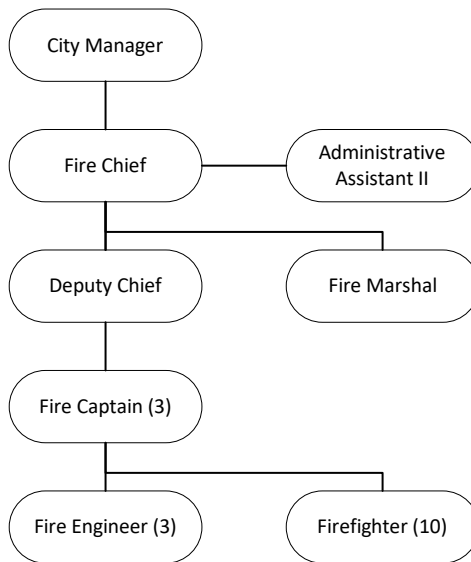 City Manager
Fire Chief
Administrative
Assistant II
Deputy Chief
Fire Marshal
Fire Captain (3)
Fire Engineer (3)
Firefighter (10)